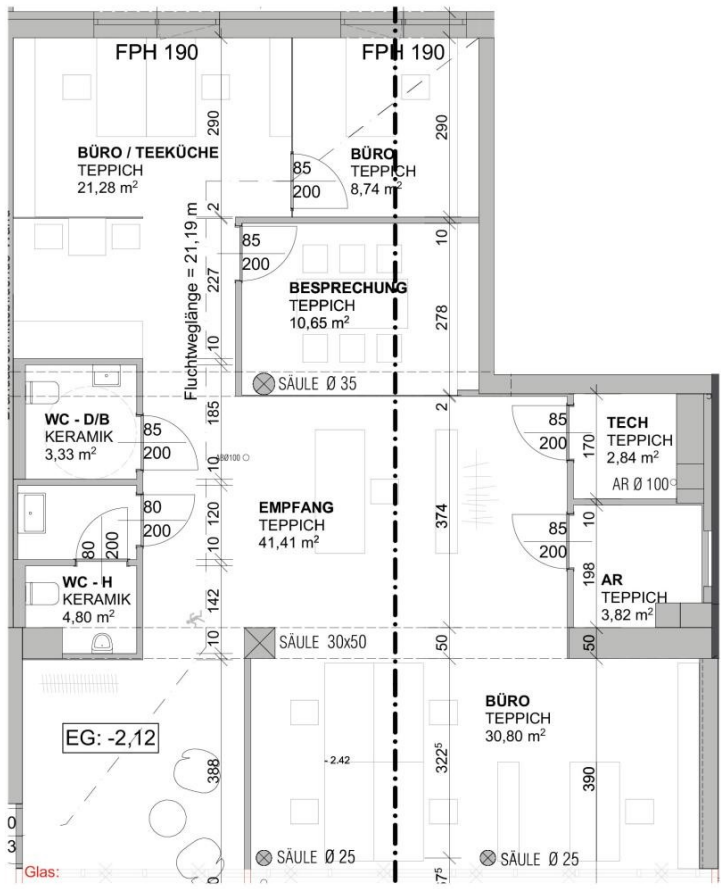 FPH 190
FPH 190
290
290
BÜRO / TEEKÜCHE
TEPPICH
21,28 m²
85
200
BÜRO
TEPPICH
8,74 m²
2
10
Fluchtweglänge = 21,19 m
85
200
227
BESPRECHUNG
TEPPICH
10,65 m²
278
10
SÄULE Ø 35
2
WC - D/B
KERAMIK
3,33 m²
85
200
185
10
85
200
170
TECH
TEPPICH
2,84 m²
AR Ø 100
80
200
120
10
EMPFANG
TEPPICH
41,41 m²
374
85
200
10
198
80
200
WC - H
KERAMIK
4,80 m²
142
10
AR
TEPPICH
3,82 m²
SÄULE 30x50
50
50
BÜRO
TEPPICH
30,80 m²
EG: -2,12
388
- 2.42
322⁵
390
0
3
SÄULE Ø 25
SÄULE Ø 25
Glas: